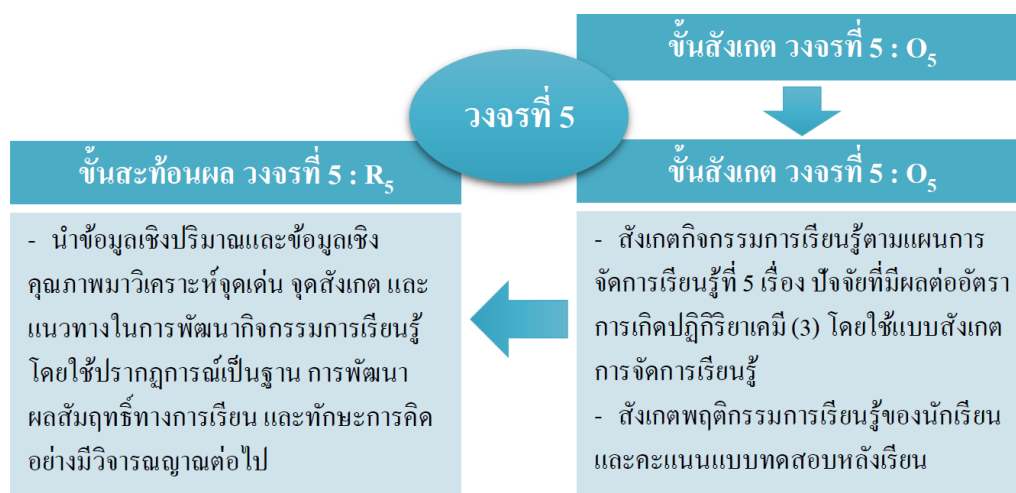 ขั้นสังเกต วงจรที่ 5 : O5
วงจรที่ 5
ขั้นสังเกต วงจรที่ 5 : O5
- สังเกตกิจกรรมการเรียนรู้ตามแผนการ
จัดการเรียนรู้ที่ 5 เรื่อง ปัจจัยที่มีผลต่ออัตรา
การเกิดปฏิกิริยาเคมี (3) โดยใช้แบบสังเกต
การจัดการเรียนรู้
- สังเกตพฤติกรรมการเรียนรู้ของนักเรียน
และคะแนนแบบทดสอบหลังเรียน
ขั้นสะท้อนผล วงจรที่ 5 : R5
- นำข้อมูลเชิงปริมาณและข้อมูลเชิง
คุณภาพมาวิเคราะห์จุดเด่น จุดสังเกต และ
แนวทางในการพัฒนากิจกรรมการเรียนรู้
โดยใช้ปรากฏการณ์เป็นฐาน การพัฒนา
ผลสัมฤทธิ์ทางการเรียน และทักษะการคิด
อย่างมีวิจารณญาณต่อไป